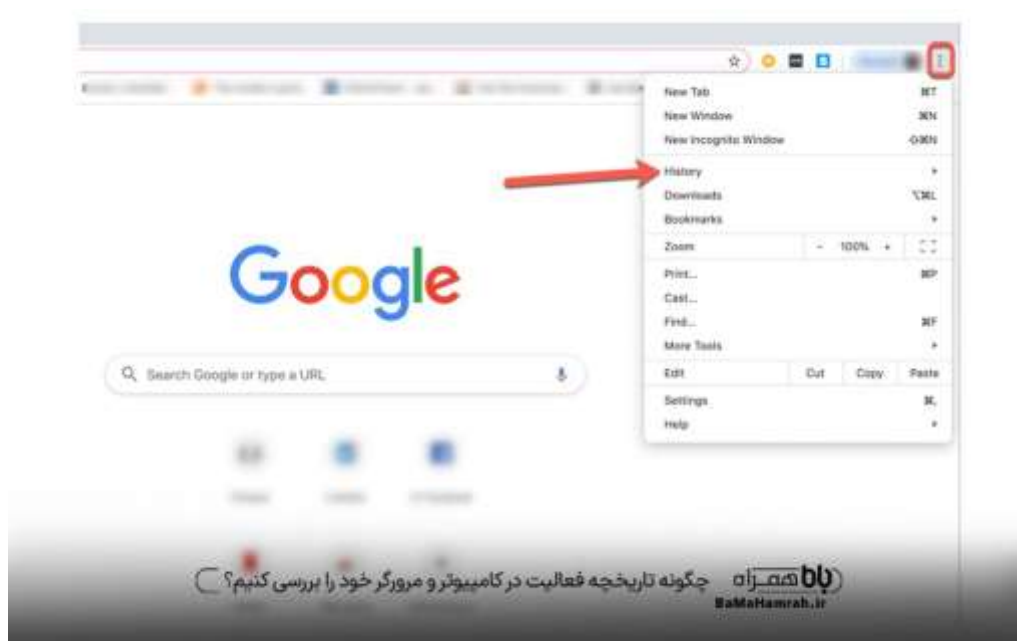 New Tab ⌘T
New Window ⌘N
New Incognito Window ⇧⌘N
History
Downloads ⌥⌘L
Bookmarks
Zoom - 100% +
Print... ⌘P
Cast...
Find... ⌘F
More Tools
Edit Cut Copy Paste
Settings ⌘,
Help
Google
Search Google or type a URL
باما همراه چگونه تاریخچه فعالیت در کامپیوتر و مرورگر خود را بررسی کنیم؟
BaMaHamrah.ir